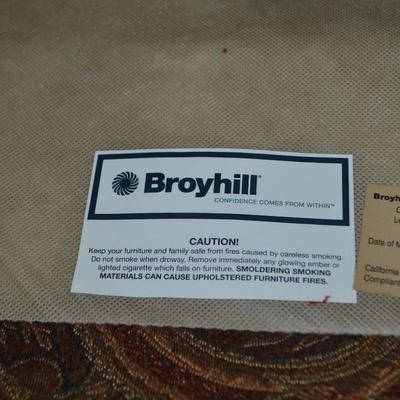 Broyhill®
CONFIDENCE COMES FROM WITHIN™
CAUTION!
Keep your furniture and family safe from fires caused by careless smoking.
Do not smoke when drowsy. Remove immediately any glowing ember or
lighted cigarette which falls on furniture. SMOLDERING SMOKING
MATERIALS CAN CAUSE UPHOLSTERED FURNITURE FIRES.
Broyh
Date of M
California
Complian